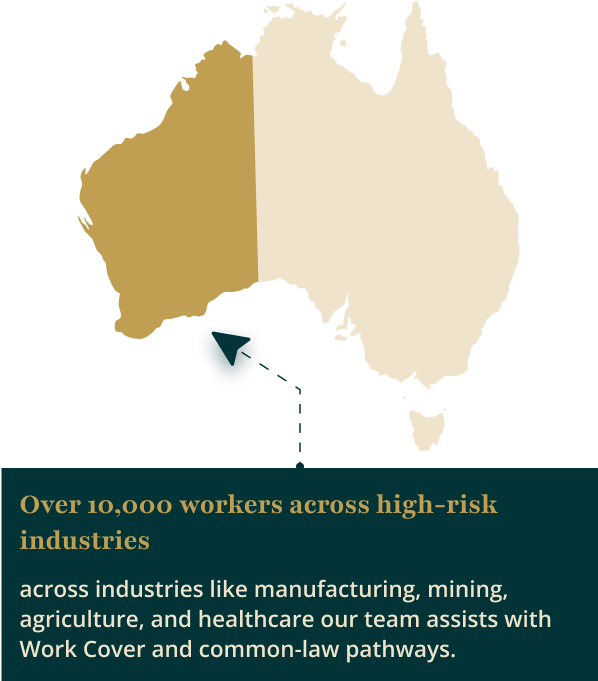 Over 10,000 workers across high-risk
industries
across industries like manufacturing, mining,
agriculture, and healthcare our team assists with
Work Cover and common-law pathways.